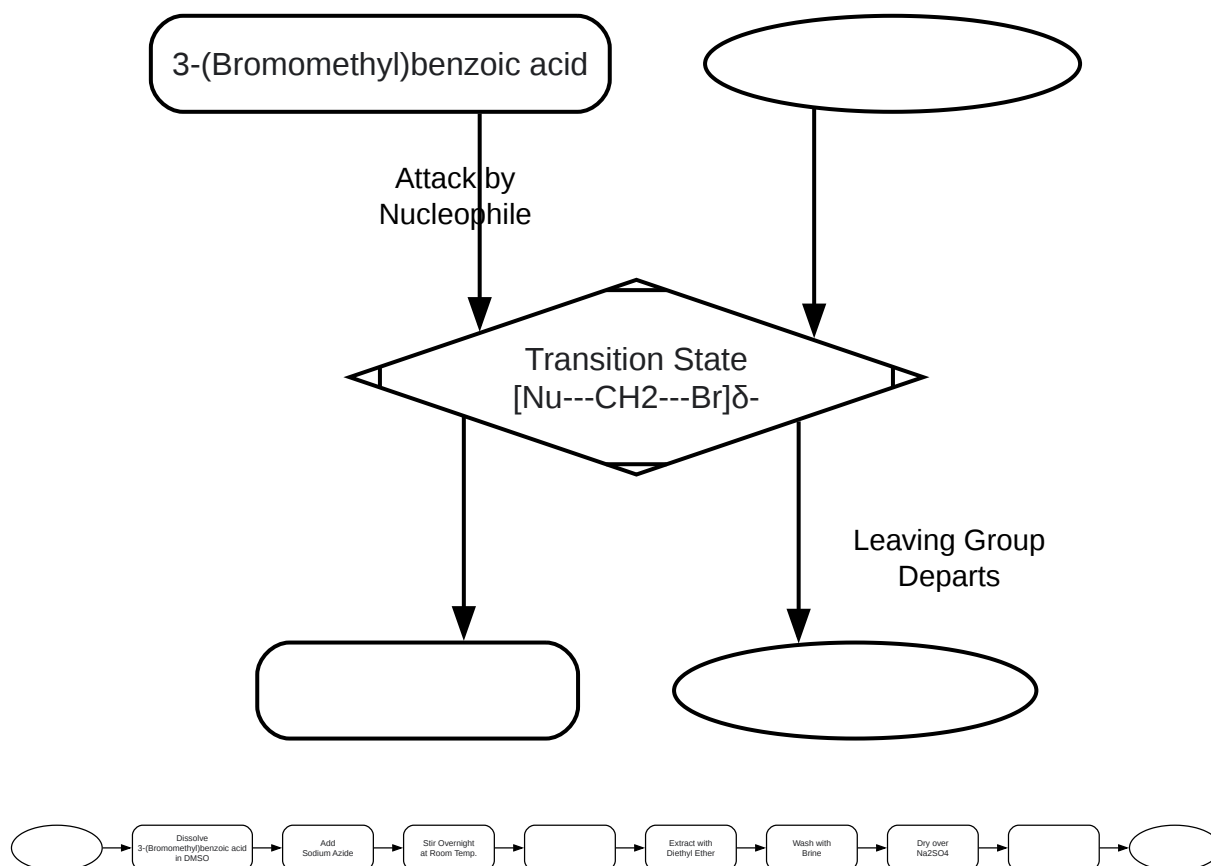 3-(Bromomethyl)benzoic acid
Attack by
Nucleophile
Transition State
[Nu---CH2---Br]δ-
Leaving Group
Departs
Dissolve
3-(Bromomethyl)benzoic acid
in DMSO
Add
Sodium Azide
Stir Overnight
at Room Temp.
Extract with
Diethyl Ether
Wash with
Brine
Dry over
Na2SO4